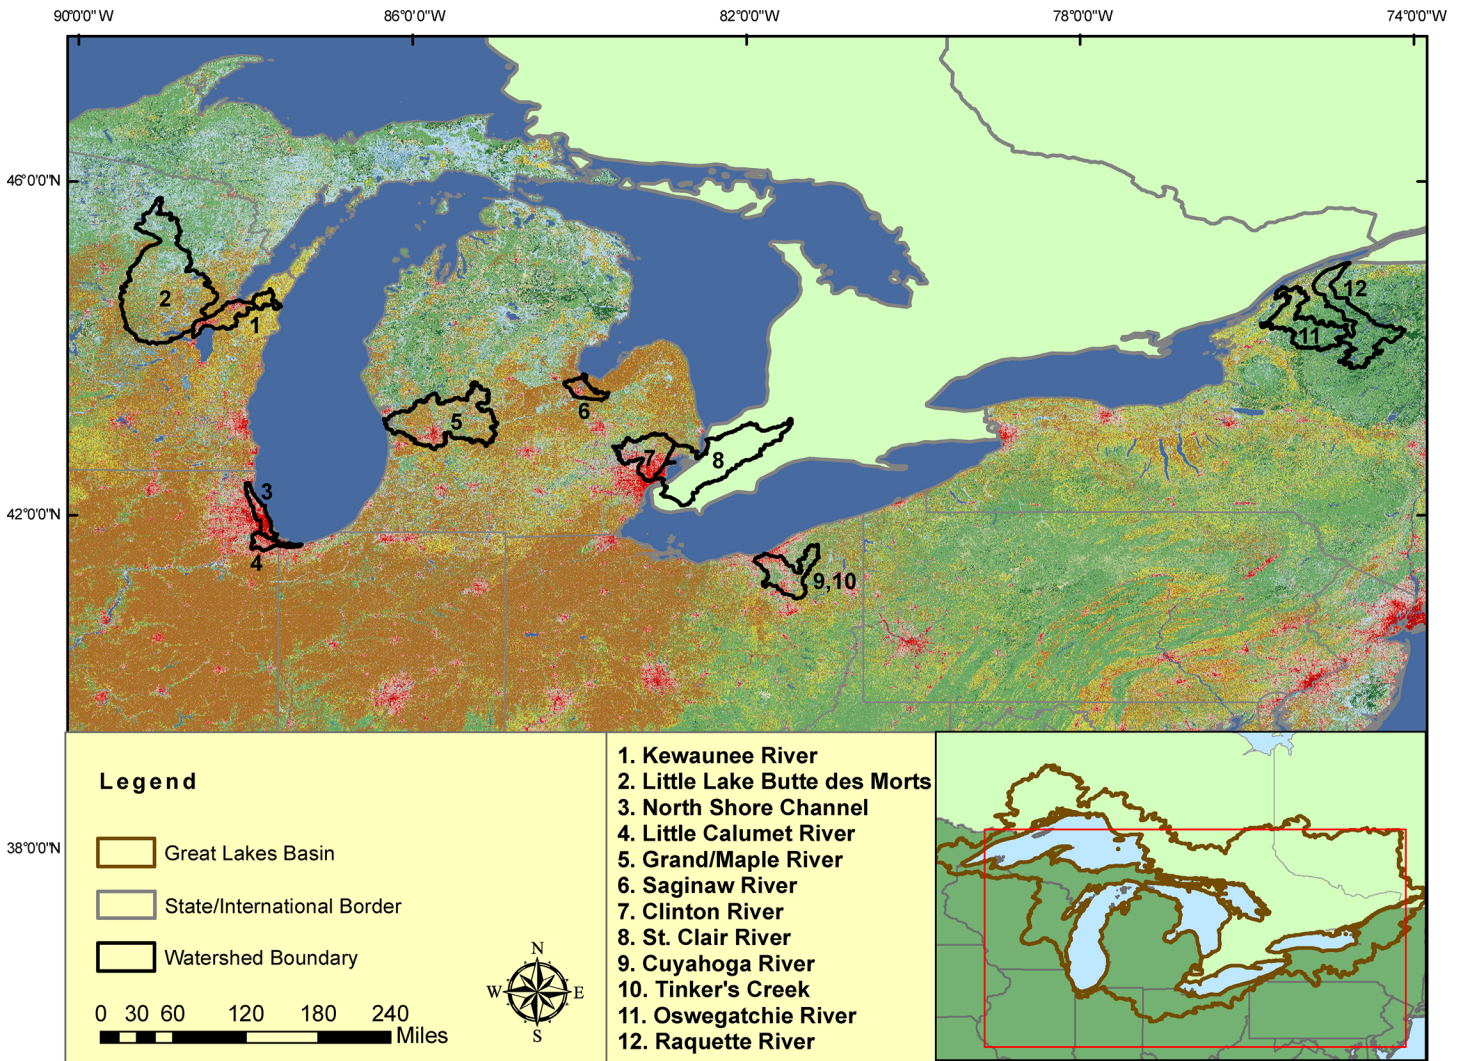 90°0'0"W 86°0'0"W 82°0'0"W 78°0'0"W 74°0'0"W
46°0'0"N
42°0'0"N
38°0'0"N
2
1
12
11
5
6
7
8
3
4
9,10
Legend
Great Lakes Basin
State/International Border
Watershed Boundary
0 30 60 120 180 240
Miles
N
W E
S
1. Kewaunee River
2. Little Lake Butte des Morts
3. North Shore Channel
4. Little Calumet River
5. Grand/Maple River
6. Saginaw River
7. Clinton River
8. St. Clair River
9. Cuyahoga River
10. Tinker's Creek
11. Oswegatchie River
12. Raquette River